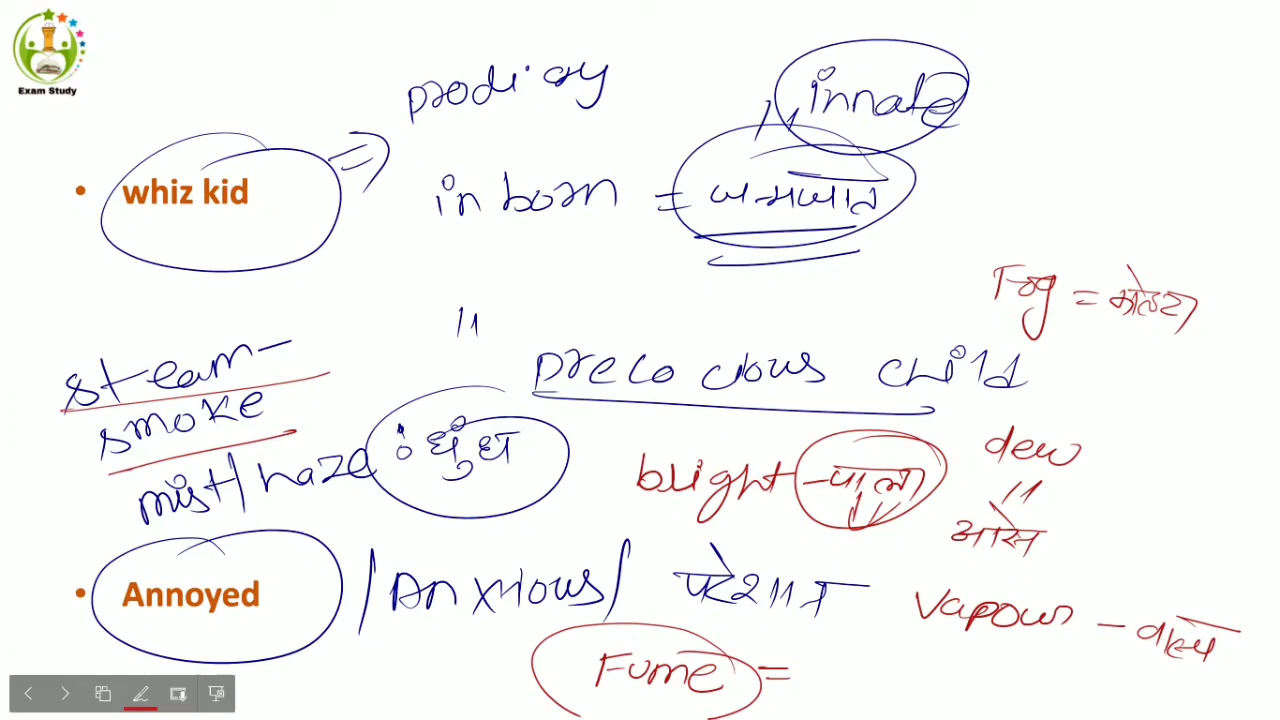 Exam Study
prodigy
innate
• whiz kid
inborn = जन्मजात
Fog =
steam-
precocious child
smoke
mist/haze : धुंध
blight - पाला
dew
"
ओस
• Annoyed /Anxious/ परेशान
Vapour - वाष्प
Fume =